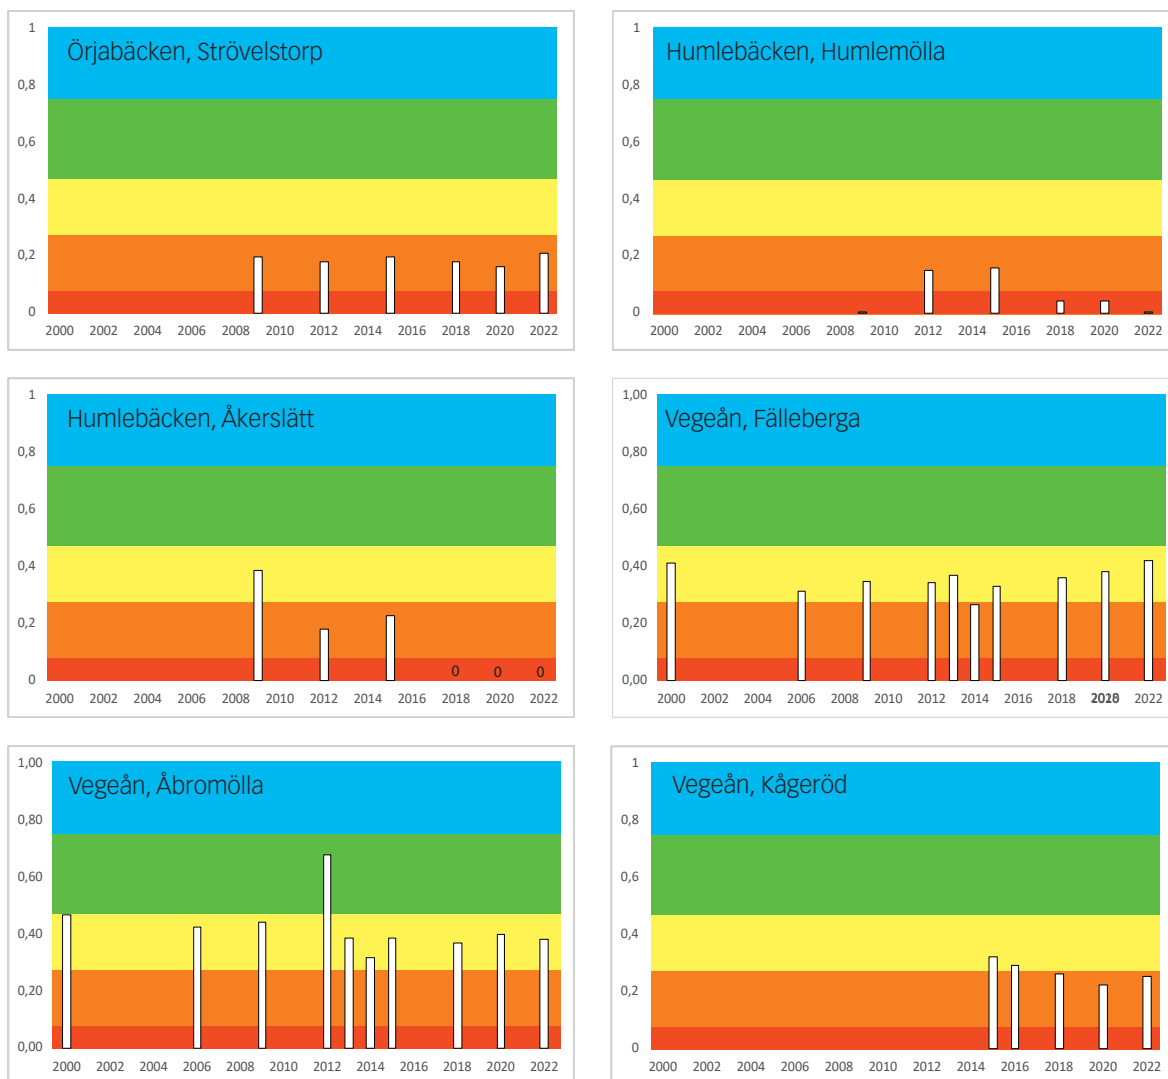 Örjabäcken, Strövelstorp
1
0,8
0,6
0,4
0,2
0
2000 2002 2004 2006 2008 2010 2012 2014 2016 2018 2020 2022
Humlebäcken, Humlemölla
1
0,8
0,6
0,4
0,2
0
2000 2002 2004 2006 2008 2010 2012 2014 2016 2018 2020 2022
Humlebäcken, Åkerslätt
1
0,8
0,6
0,4
0,2
0
0 0 0
2000 2002 2004 2006 2008 2010 2012 2014 2016 2018 2020 2022
Vegeån, Fälleberga
1,00
0,80
0,60
0,40
0,20
0,00
2000 2002 2004 2006 2008 2010 2012 2014 2016 2018 2022
Vegeån, Åbromölla
1,00
0,80
0,60
0,40
0,20
0,00
2000 2002 2004 2006 2008 2010 2012 2014 2016 2018 2020 2022
Vegeån, Kågeröd
1
0,8
0,6
0,4
0,2
0
2000 2002 2004 2006 2008 2010 2012 2014 2016 2018 2020 2022